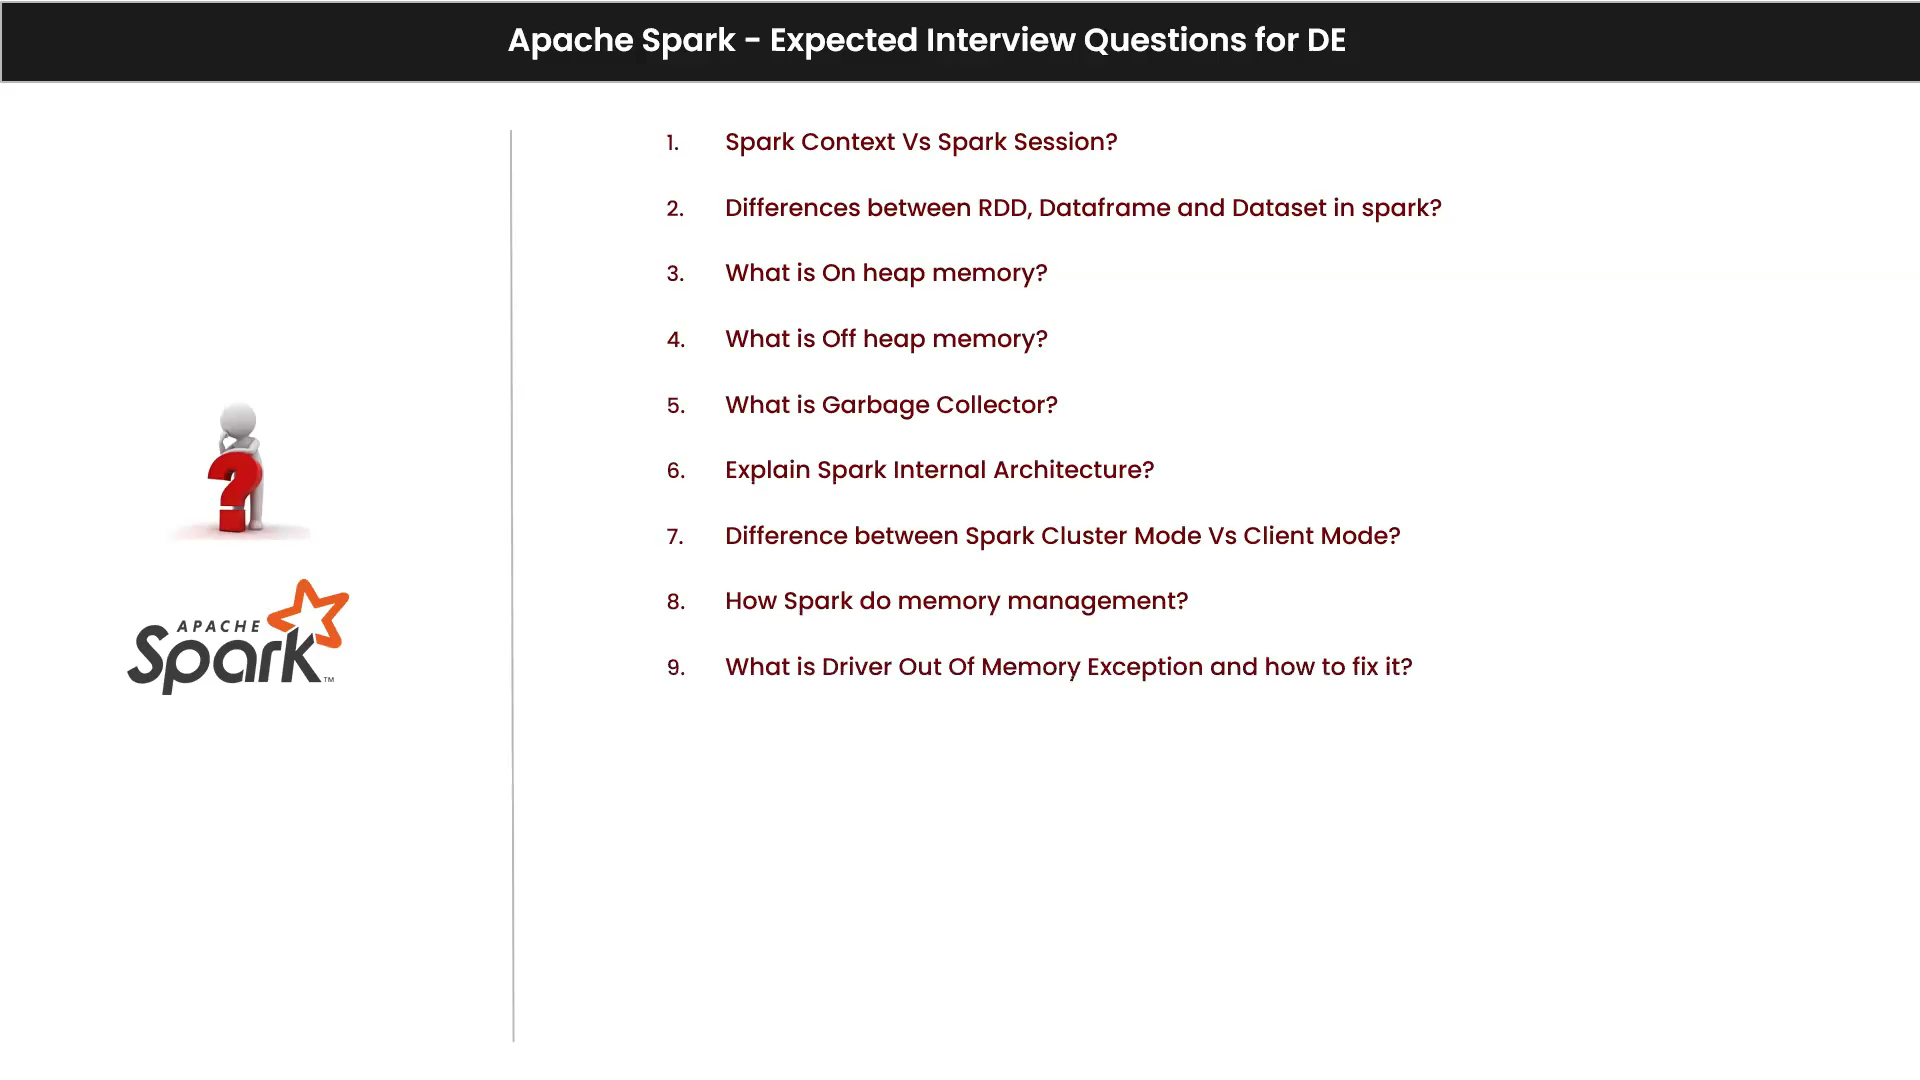 Apache Spark - Expected Interview Questions for DE
1. Spark Context Vs Spark Session?
2. Differences between RDD, Dataframe and Dataset in spark?
3. What is On heap memory?
4. What is Off heap memory?
5. What is Garbage Collector?
6. Explain Spark Internal Architecture?
7. Difference between Spark Cluster Mode Vs Client Mode?
8. How Spark do memory management?
9. What is Driver Out Of Memory Exception and how to fix it?
?
APACHE
Spark™